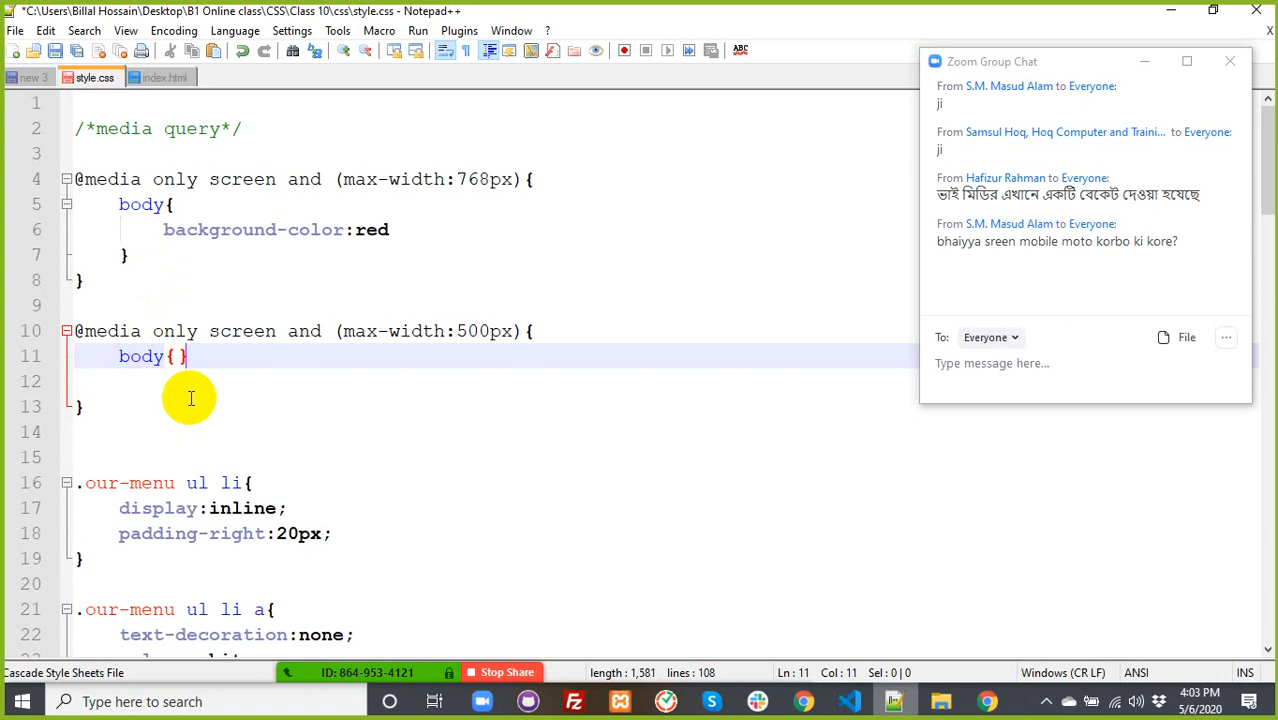 *C:\Users\Billal Hossain\Desktop\B1 Online class\CSS\Class 10\css\style.css - Notepad++
File Edit Search View Encoding Language Settings Tools Macro Run Plugins Window ?
X
new 3 style.css index.html
1
2 /*media query*/
3
4 @media only screen and (max-width:768px){
5 body{
6 background-color:red
7 }
8 }
9
10 @media only screen and (max-width:500px){
11 body{}
12
13 }
14
15
16 .our-menu ul li{
17 display:inline;
18 padding-right:20px;
19 }
20
21 .our-menu ul li a{
22 text-decoration:none;
Zoom Group Chat
From S.M. Masud Alam to Everyone:
ji
From Samsul Hoq, Hoq Computer and Traini... to Everyone:
ji
From Hafizur Rahman to Everyone:
ভাই মিডির এখানে একটি বেকেট দেওয়া হযেছে
From S.M. Masud Alam to Everyone:
bhaiyya sreen mobile moto korbo ki kore?
To: Everyone File ...
Type message here...
Cascade Style Sheets File ID: 864-953-4121 Stop Share length : 1,581 lines : 108 Ln : 11 Col : 11 Sel : 0 | 0 Windows (CR LF) ANSI INS
Type here to search
4:03 PM
5/6/2020